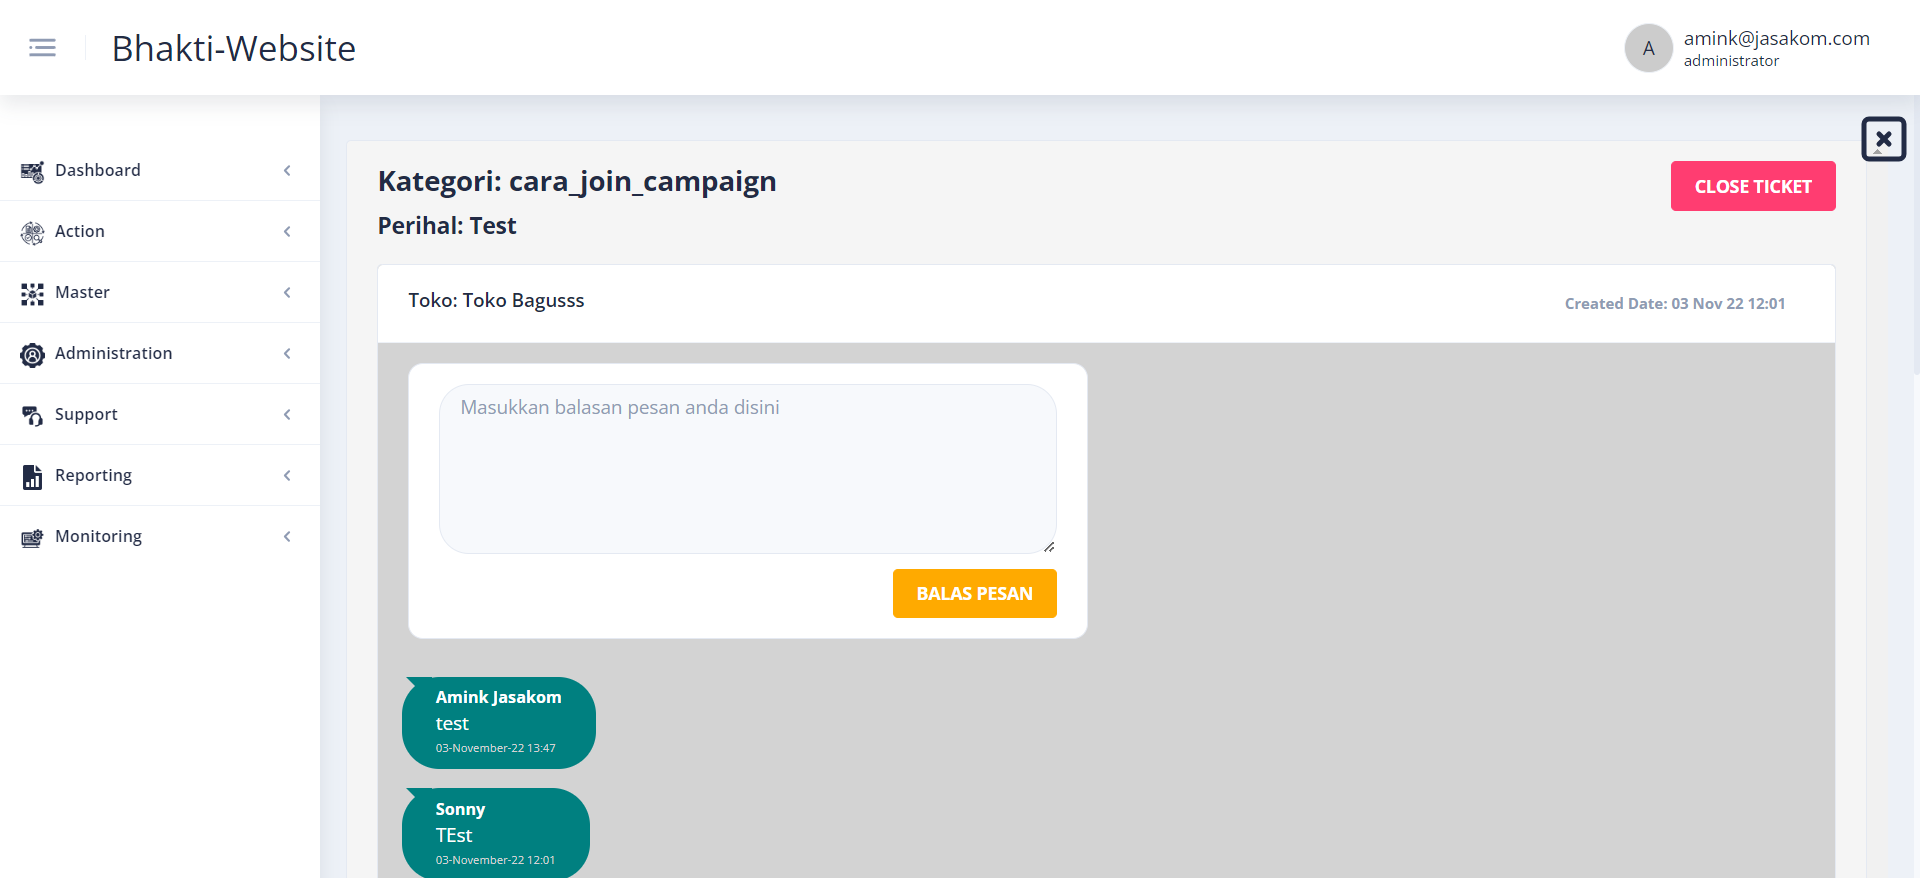 Bhakti-Website
A
amink@jasakom.com
administrator
Dashboard
Action
Master
Administration
Support
Reporting
Monitoring
Kategori: cara_join_campaign
CLOSE TICKET
Perihal: Test
Toko: Toko Bagusss
Created Date: 03 Nov 22 12:01
Masukkan balasan pesan anda disini
BALAS PESAN
Amink Jasakom
test
03-November-22 13:47
Sonny
TEst
03-November-22 12:01